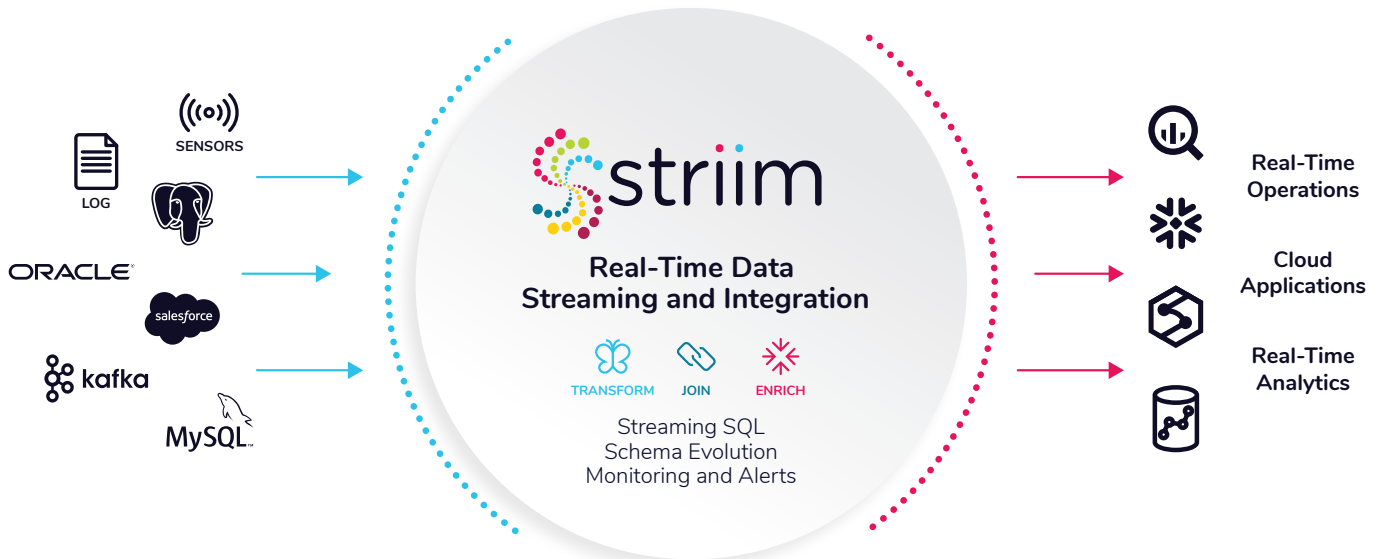 SENSORS
LOG
ORACLE®
salesforce
kafka
MySQL™
striim
Real-Time Data
Streaming and Integration
TRANSFORM
JOIN
ENRICH
Streaming SQL
Schema Evolution
Monitoring and Alerts
Real-Time
Operations
Cloud
Applications
Real-Time
Analytics